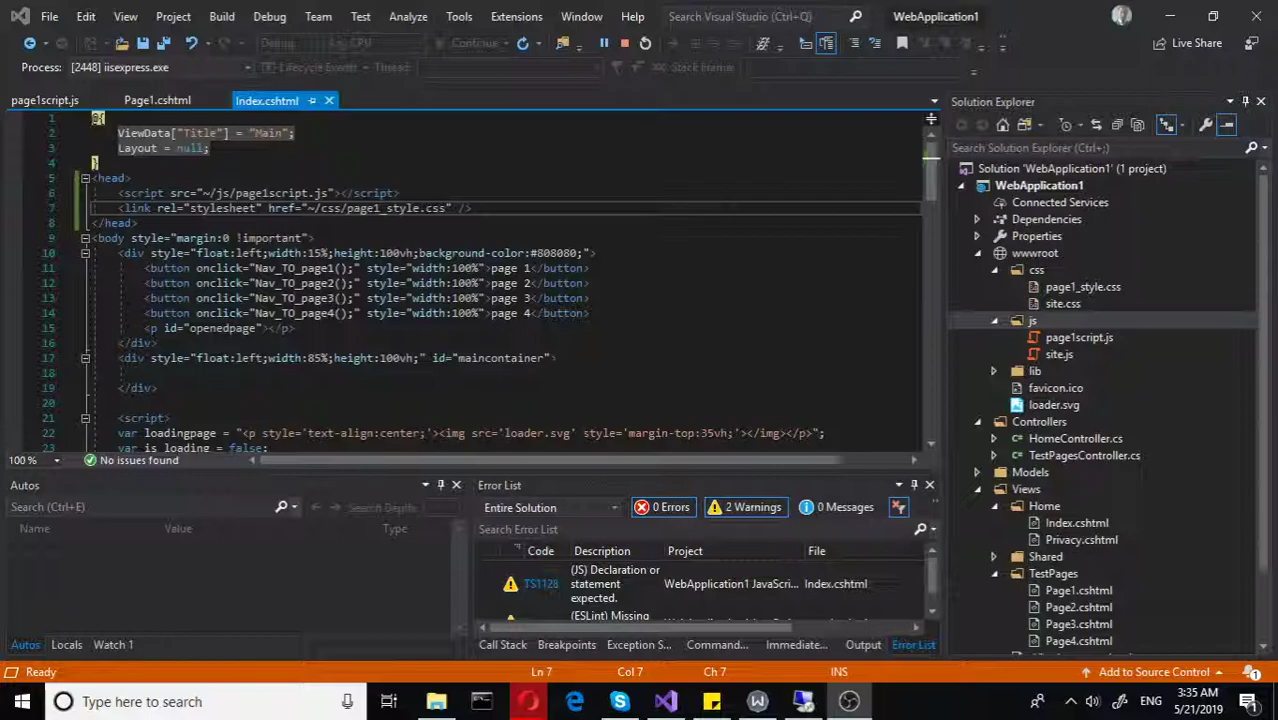 File Edit View Project Build Debug Team Test Analyze Tools Extensions Window Help Search Visual Studio (Ctrl+Q) WebApplication1
Debug CPU Continue Live Share
Process: [2448] iisexpress.exe Lifecycle Events Thread: Stack Frame:
page1script.js Page1.cshtml Index.cshtml
1 @{
2 ViewData["Title"] = "Main";
3 Layout = null;
4 }
5 <head>
6 <script src="~/js/page1script.js"></script>
7 <link rel="stylesheet" href="~/css/page1_style.css" />
8 </head>
9 <body style="margin:0 !important">
10 <div style="float:left;width:15%;height:100vh;background-color:#808080;">
11 <button onclick="Nav_TO_page1();" style="width:100%">page 1</button>
12 <button onclick="Nav_TO_page2();" style="width:100%">page 2</button>
13 <button onclick="Nav_TO_page3();" style="width:100%">page 3</button>
14 <button onclick="Nav_TO_page4();" style="width:100%">page 4</button>
15 <p id="openedpage"></p>
16 </div>
17 <div style="float:left;width:85%;height:100vh;" id="maincontainer">
18
19 </div>
20
21 <script>
22 var loadingpage = "<p style='text-align:center;'><img src='loader.svg' style='margin-top:35vh;'></img></p>";
23 var is_loading = false;
100 % No issues found
Solution Explorer
Search Solution Explorer (Ctrl+;)
Solution 'WebApplication1' (1 project)
WebApplication1
Connected Services
Dependencies
Properties
wwwroot
css
page1_style.css
site.css
js
page1script.js
site.js
lib
favicon.ico
loader.svg
Controllers
HomeController.cs
TestPagesController.cs
Models
Views
Home
Index.cshtml
Privacy.cshtml
Shared
TestPages
Page1.cshtml
Page2.cshtml
Page3.cshtml
Page4.cshtml
Autos
Search (Ctrl+E) Search Depth:
Name Value Type
Autos Locals Watch 1
Error List
Entire Solution 0 Errors 2 Warnings 0 Messages
Search Error List
Code Description Project File
TS1128 (JS) Declaration or statement expected. WebApplication1 JavaScri... Index.cshtml
(ESLint) Missing
Call Stack Breakpoints Exception S... Command... Immediate... Output Error List
Ready Ln 7 Col 7 Ch 7 INS Add to Source Control 1
Type here to search ENG 3:35 AM
5/21/2019 1